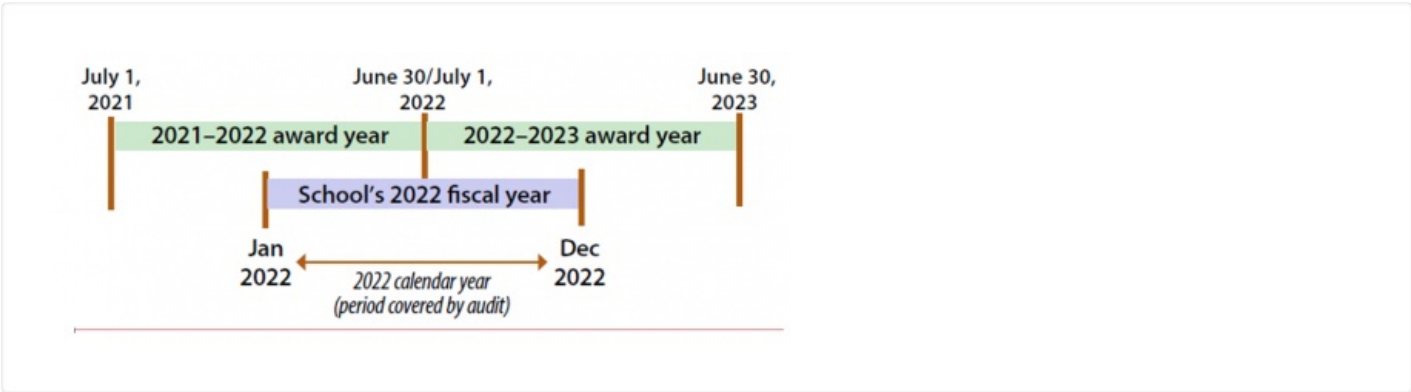 July 1,
2021
June 30/July 1,
2022
June 30,
2023
2021–2022 award year
2022–2023 award year
School's 2022 fiscal year
Jan
2022
Dec
2022
2022 calendar year
(period covered by audit)